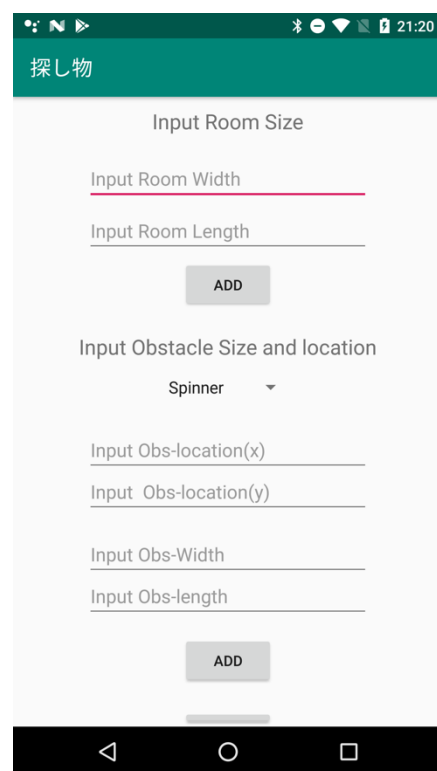 21:20
探し物
Input Room Size
Input Room Width
Input Room Length
ADD
Input Obstacle Size and location
Spinner
Input Obs-location(x)
Input  Obs-location(y)
Input Obs-Width
Input Obs-length
ADD